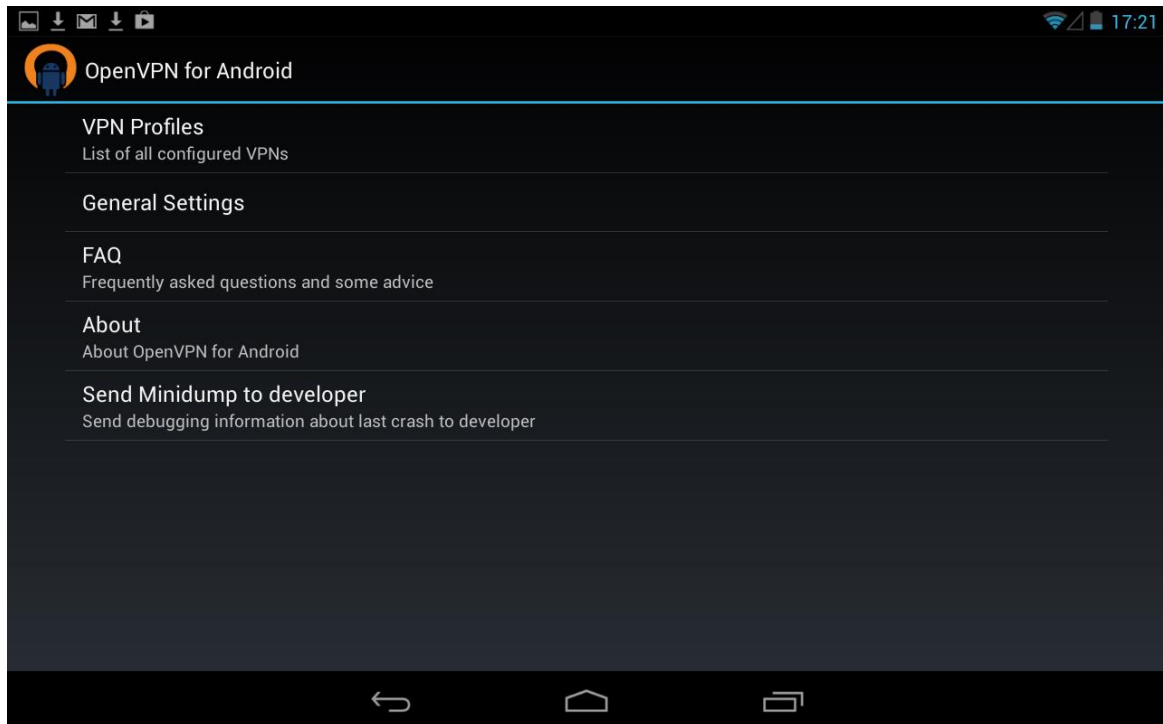 17:21
OpenVPN for Android
VPN Profiles
List of all configured VPNs
General Settings
FAQ
Frequently asked questions and some advice
About
About OpenVPN for Android
Send Minidump to developer
Send debugging information about last crash to developer